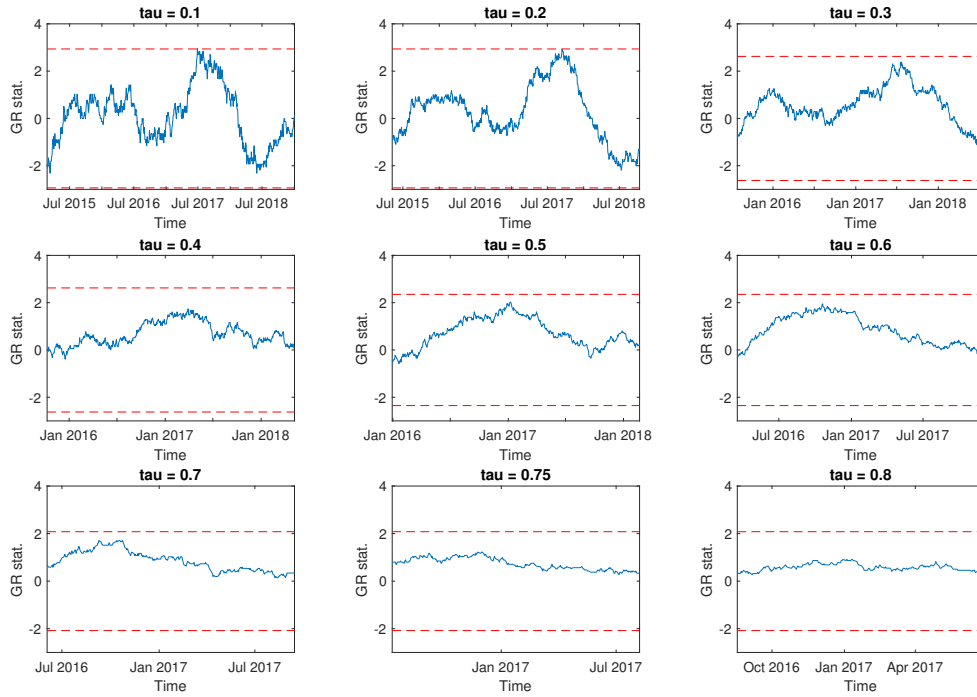 tau = 0.1 tau = 0.2 tau = 0.3
4 4 4
2 2 2
0 0 0
-2 -2 -2
GR stat. GR stat. GR stat.
Jul 2015 Jul 2016 Jul 2017 Jul 2018 Jul 2015 Jul 2016 Jul 2017 Jul 2018 Jan 2016 Jan 2017 Jan 2018
Time Time Time
tau = 0.4 tau = 0.5 tau = 0.6
4 4 4
2 2 2
0 0 0
-2 -2 -2
GR stat. GR stat. GR stat.
Jan 2016 Jan 2017 Jan 2018 Jan 2016 Jan 2017 Jan 2018 Jul 2016 Jan 2017 Jul 2017
Time Time Time
tau = 0.7 tau = 0.75 tau = 0.8
4 4 4
2 2 2
0 0 0
-2 -2 -2
GR stat. GR stat. GR stat.
Jul 2016 Jan 2017 Jul 2017 Jan 2017 Jul 2017 Oct 2016 Jan 2017 Apr 2017
Time Time Time